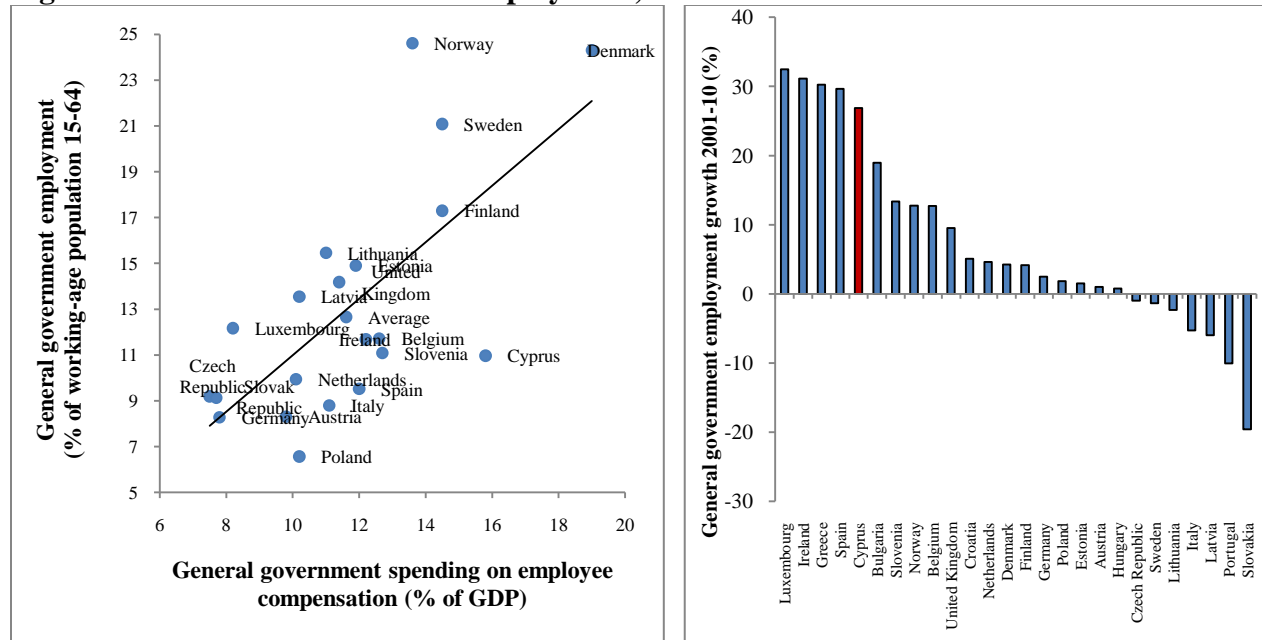 25
23
21
19
17
15
13
11
9
7
5
General government employment
(% of working-age population 15-64)
Norway
Denmark
Sweden
Finland
Lithuania
Estonia
United
Kingdom
Latvia
Average
Luxembourg
Ireland
Belgium
Slovenia
Cyprus
Czech
Republic
Slovak
Republic
Netherlands
Spain
Italy
Germany
Austria
Poland
6 8 10 12 14 16 18 20
General government spending on employee
compensation (% of GDP)
40
30
20
10
0
-10
-20
-30
General government employment growth 2001-10 (%)
Luxembourg
Ireland
Greece
Spain
Cyprus
Bulgaria
Slovenia
Norway
Belgium
United Kingdom
Croatia
Netherlands
Denmark
Finland
Germany
Poland
Estonia
Austria
Hungary
Czech Republic
Sweden
Lithuania
Italy
Latvia
Portugal
Slovakia